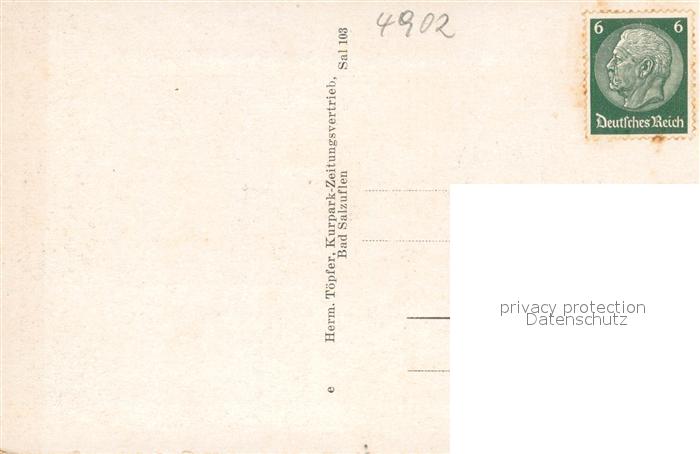 4902
6 6
Deutsches Reich
Herm. Töpfer, Kurpark-Zeitungsvertrieb,
Bad Salzuflen
Sal 103
e
privacy protection
Datenschutz